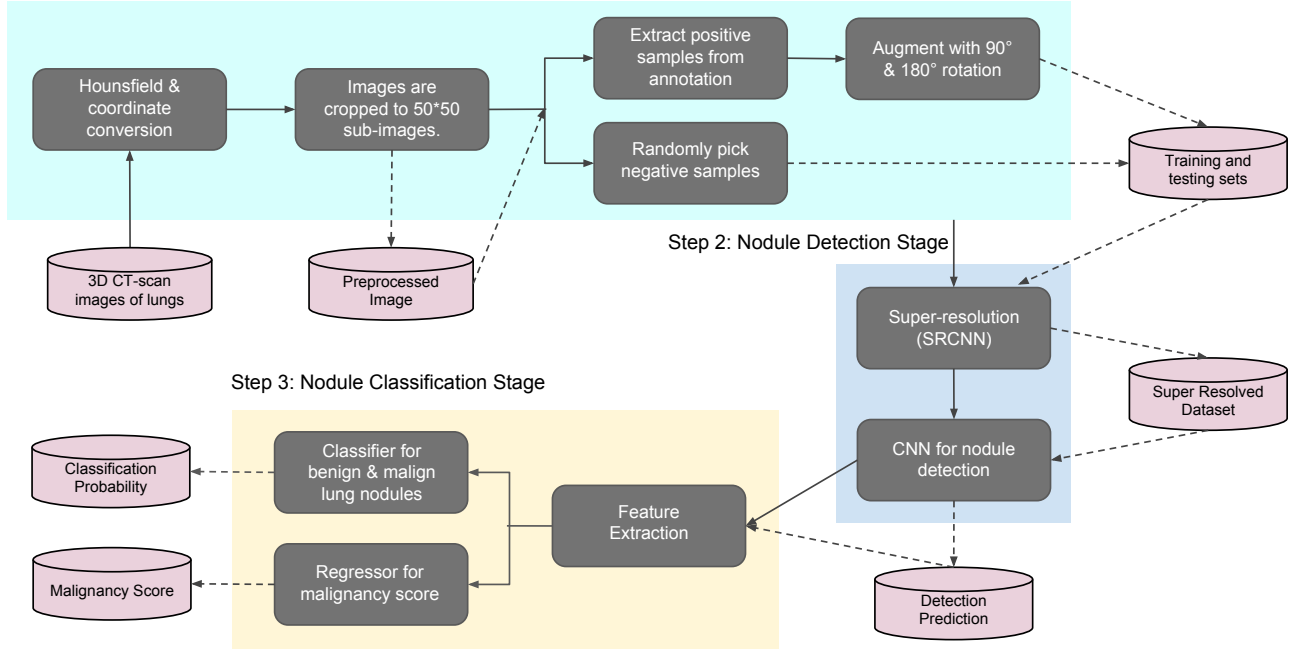 Hounsfield &
coordinate
conversion
Images are
cropped to 50*50
sub-images.
Extract positive
samples from
annotation
Augment with 90°
& 180° rotation
Randomly pick
negative samples
Training and
testing sets
3D CT-scan
images of lungs
Preprocessed
Image
Step 2: Nodule Detection Stage
Super-resolution
(SRCNN)
Super Resolved
Dataset
CNN for nodule
detection
Detection
Prediction
Step 3: Nodule Classification Stage
Feature
Extraction
Classifier for
benign & malign
lung nodules
Classification
Probability
Regressor for
malignancy score
Malignancy Score